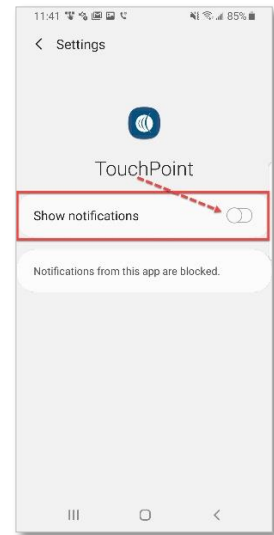 11:41 85%
Settings
TouchPoint
Show notifications
Notifications from this app are blocked.